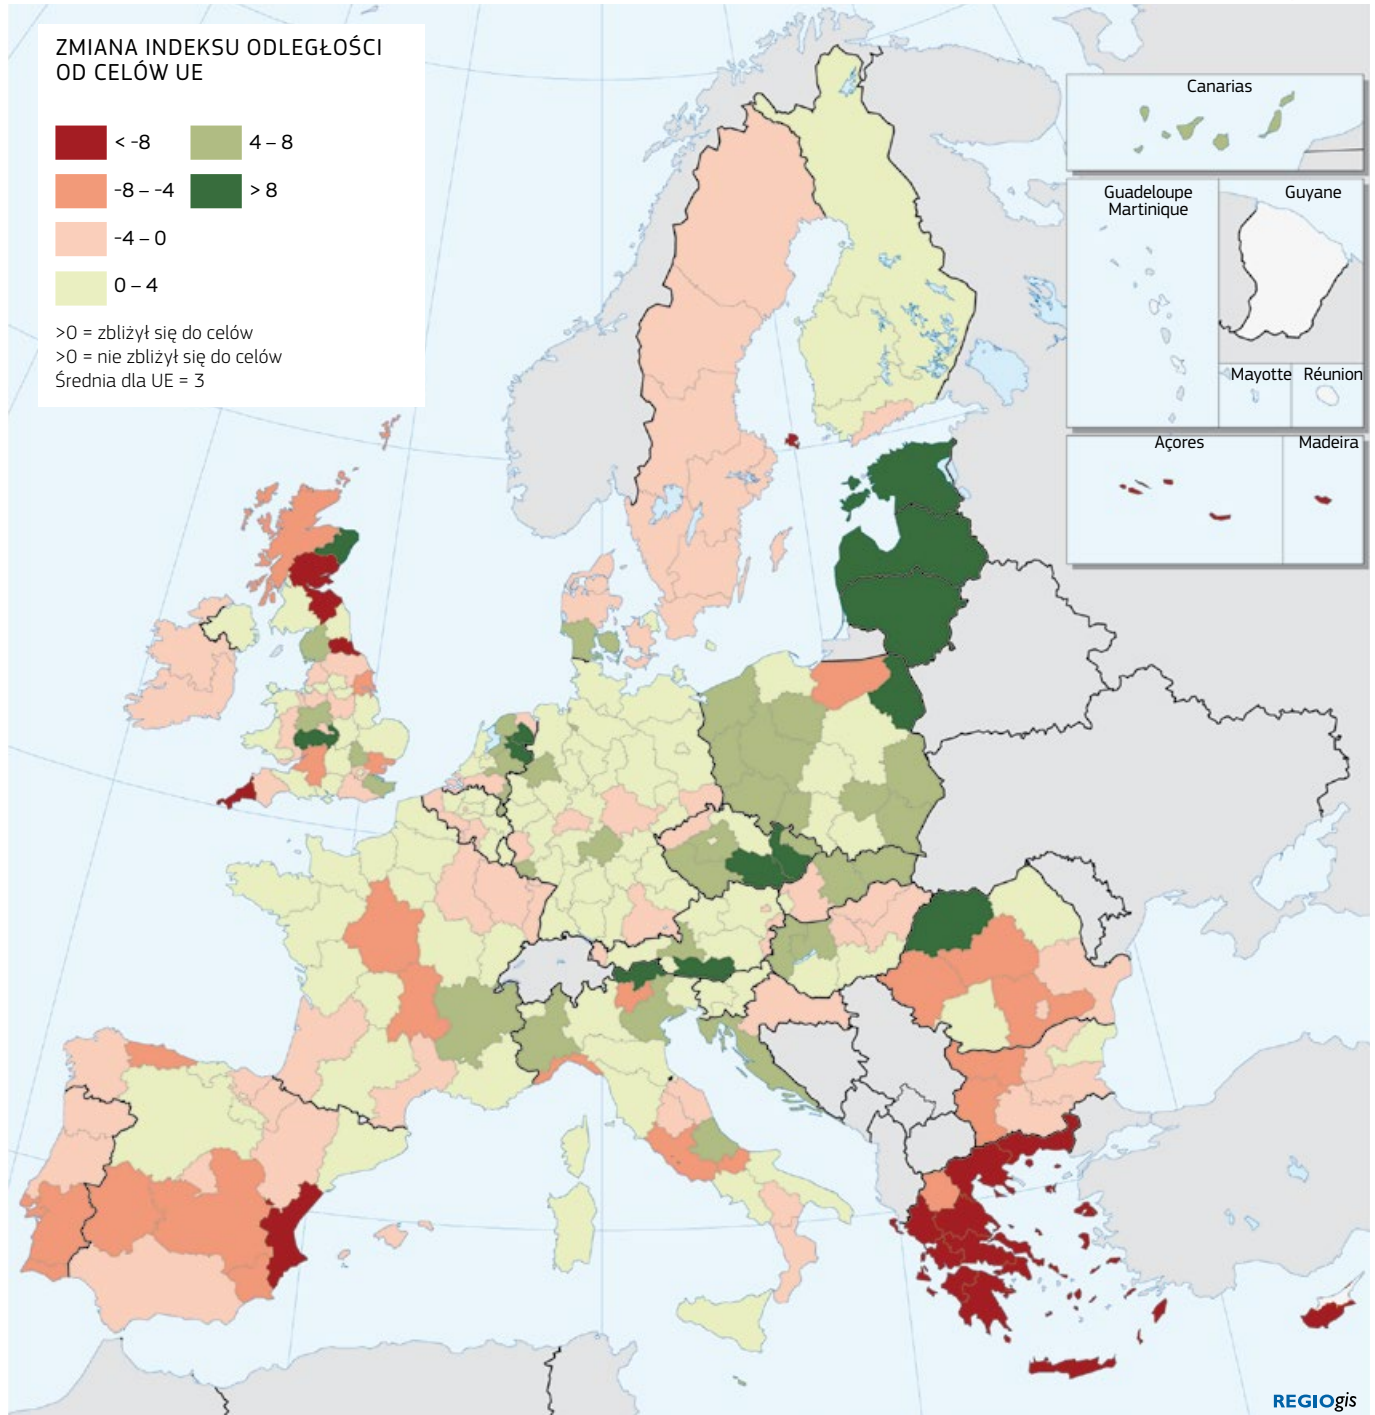 ZMIANA INDEKSU ODLEGŁOŚCI
OD CELÓW UE
< -8
4 – 8
-8 – -4
> 8
-4 – 0
0 – 4
>0 = zbliżył się do celów
>0 = nie zbliżył się do celów
Średnia dla UE = 3
Canarias
Guadeloupe
Martinique
Guyane
Mayotte
Réunion
Açores
Madeira
REGIOgis